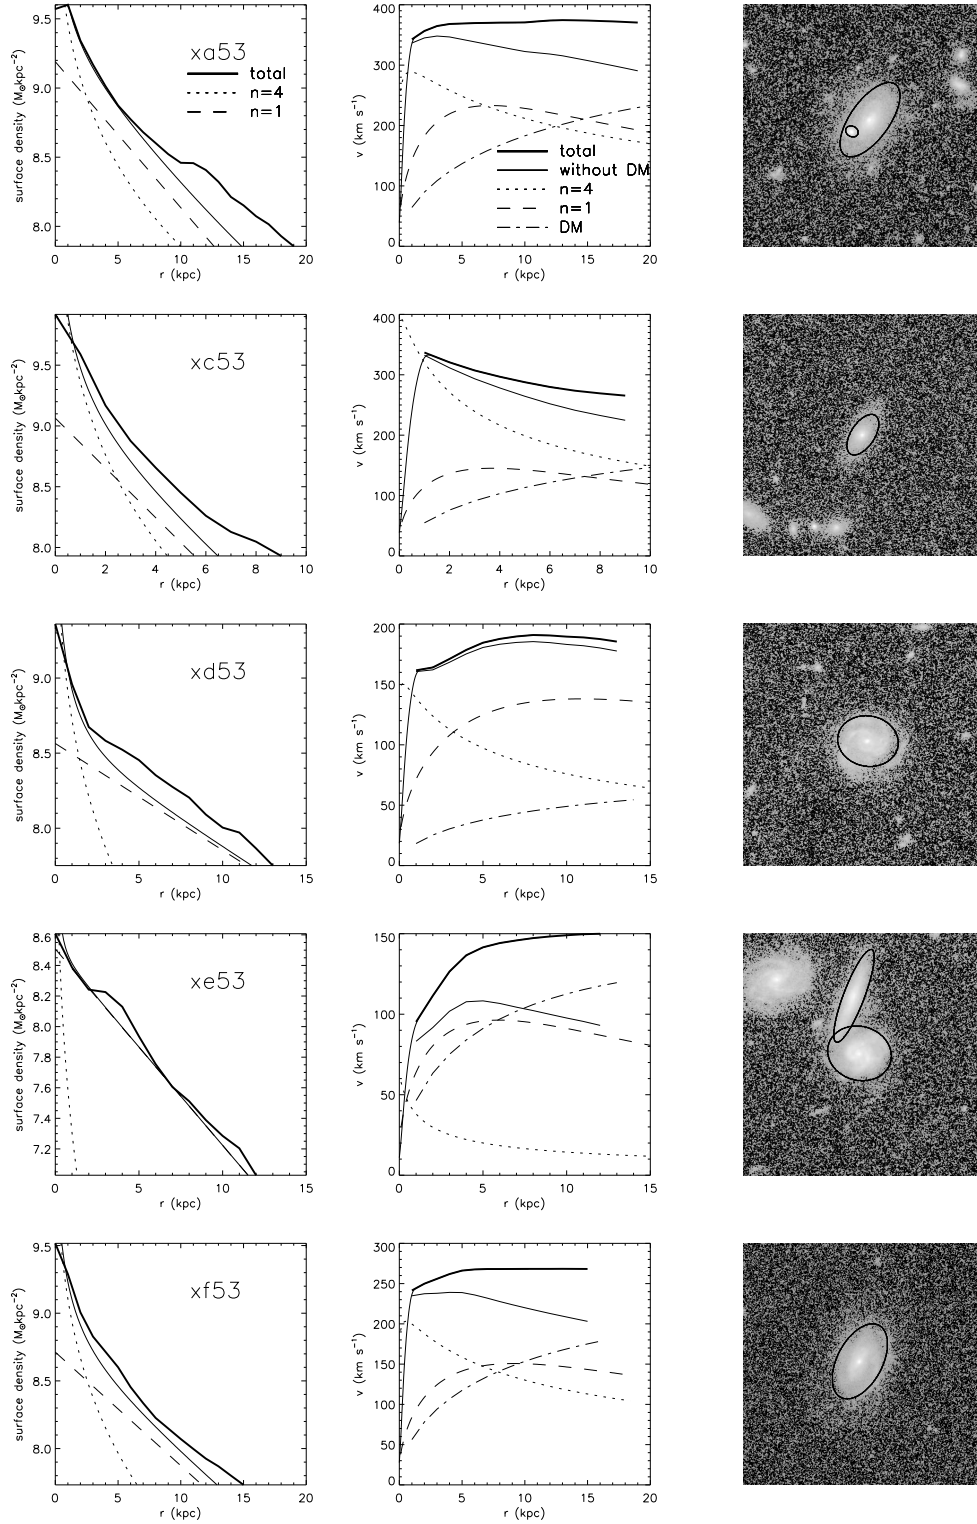 surface density (M⊙kpc⁻²)
9.5
9.0
8.5
8.0
xa53
total
n=4
n=1
0 5 10 15 20
r (kpc)
v (km s⁻¹)
400
300
200
100
0
total
without DM
n=4
n=1
DM
0 5 10 15 20
r (kpc)
surface density (M⊙kpc⁻²)
9.5
9.0
8.5
8.0
xc53
0 2 4 6 8 10
r (kpc)
v (km s⁻¹)
400
300
200
100
0
0 2 4 6 8 10
r (kpc)
surface density (M⊙kpc⁻²)
9.0
8.5
8.0
xd53
0 5 10 15
r (kpc)
v (km s⁻¹)
200
150
100
50
0
0 5 10 15
r (kpc)
surface density (M⊙kpc⁻²)
8.6
8.4
8.2
8.0
7.8
7.6
7.4
7.2
xe53
0 5 10 15
r (kpc)
v (km s⁻¹)
150
100
50
0
0 5 10 15
r (kpc)
surface density (M⊙kpc⁻²)
9.5
9.0
8.5
8.0
xf53
0 5 10 15 20
r (kpc)
v (km s⁻¹)
300
250
200
150
100
50
0
0 5 10 15 20
r (kpc)